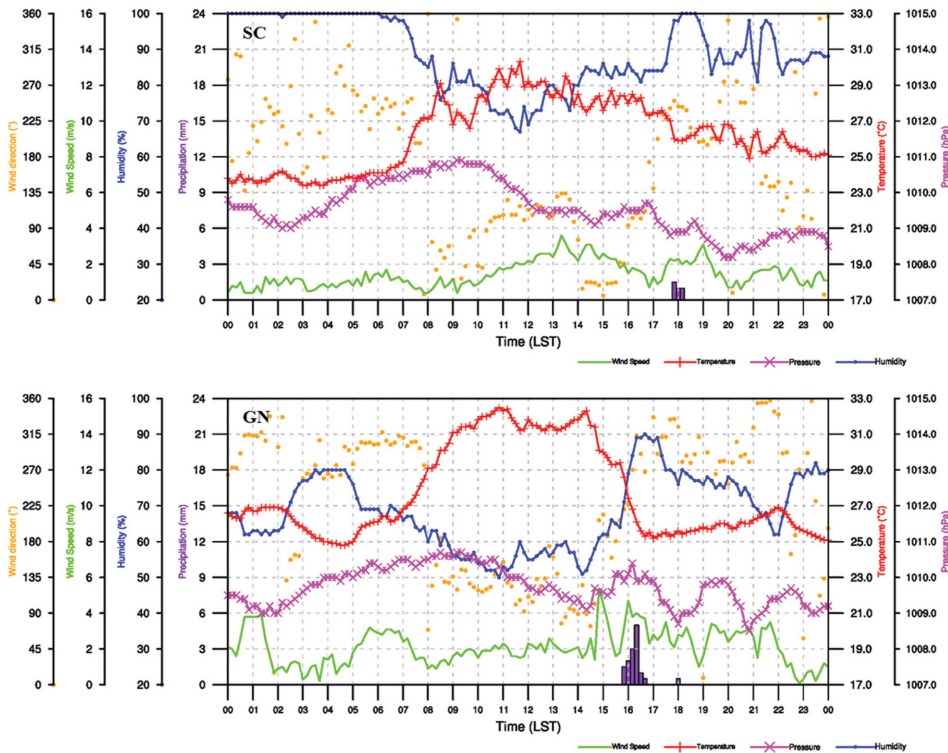 SC
Wind direction (°)
Wind Speed (m/s)
Humidity (%)
Precipitation (mm)
Temperature (°C)
Pressure (hPa)
360 16 100 24 33.0 1015.0
315 14 90 21 31.0 1014.0
270 12 80 18 29.0 1013.0
225 10 70 15 27.0 1012.0
180 8 60 12 25.0 1011.0
135 6 50 9 23.0 1010.0
90 4 40 6 21.0 1009.0
45 2 30 3 19.0 1008.0
0 0 20 0 17.0 1007.0
00 01 02 03 04 05 06 07 08 09 10 11 12 13 14 15 16 17 18 19 20 21 22 23 00
Time (LST)
Wind Speed Temperature Pressure Humidity
GN
Wind direction (°)
Wind Speed (m/s)
Humidity (%)
Precipitation (mm)
Temperature (°C)
Pressure (hPa)
360 16 100 24 33.0 1015.0
315 14 90 21 31.0 1014.0
270 12 80 18 29.0 1013.0
225 10 70 15 27.0 1012.0
180 8 60 12 25.0 1011.0
135 6 50 9 23.0 1010.0
90 4 40 6 21.0 1009.0
45 2 30 3 19.0 1008.0
0 0 20 0 17.0 1007.0
00 01 02 03 04 05 06 07 08 09 10 11 12 13 14 15 16 17 18 19 20 21 22 23 00
Time (LST)
Wind Speed Temperature Pressure Humidity